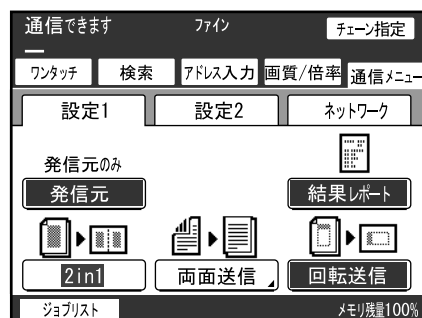 通信できます ファイン チェーン指定
ワンタッチ 検索 アドレス入力 画質/倍率 通信メニュー
設定1 設定2 ネットワーク
発信元のみ
発信元 結果レポート
2in1 両面送信 回転送信
ジョブリスト メモリ残量100%